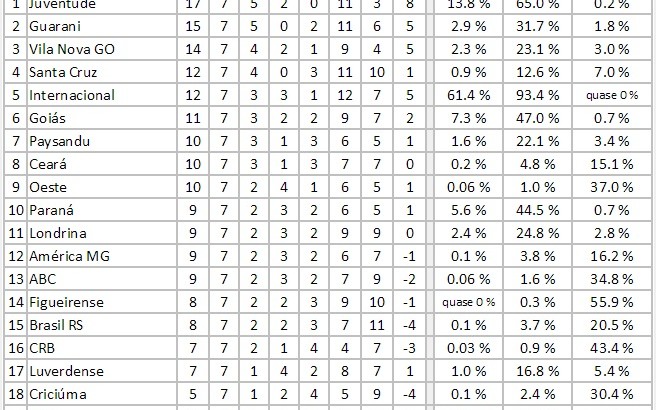 1 Juventude 17 7 5 2 0 11 3 8 13.8 % 65.0 % 0.2 %
2 Guarani 15 7 5 0 2 11 6 5 2.9 % 31.7 % 1.8 %
3 Vila Nova GO 14 7 4 2 1 9 4 5 2.3 % 23.1 % 3.0 %
4 Santa Cruz 12 7 4 0 3 11 10 1 0.9 % 12.6 % 7.0 %
5 Internacional 12 7 3 3 1 12 7 5 61.4 % 93.4 % quase 0 %
6 Goiás 11 7 3 2 2 9 7 2 7.3 % 47.0 % 0.7 %
7 Paysandu 10 7 3 1 3 6 5 1 1.6 % 22.1 % 3.4 %
8 Ceará 10 7 3 1 3 7 7 0 0.2 % 4.8 % 15.1 %
9 Oeste 10 7 2 4 1 6 5 1 0.06 % 1.0 % 37.0 %
10 Paraná 9 7 2 3 2 6 5 1 5.6 % 44.5 % 0.7 %
11 Londrina 9 7 2 3 2 9 9 0 2.4 % 24.8 % 2.8 %
12 América MG 9 7 2 3 2 6 7 -1 0.1 % 3.8 % 16.2 %
13 ABC 9 7 2 3 2 7 9 -2 0.06 % 1.6 % 34.8 %
14 Figueirense 8 7 2 2 3 9 10 -1 quase 0 % 0.3 % 55.9 %
15 Brasil RS 8 7 2 2 3 7 11 -4 0.1 % 3.7 % 20.5 %
16 CRB 7 7 2 1 4 4 7 -3 0.03 % 0.9 % 43.4 %
17 Luverdense 7 7 1 4 2 8 7 1 1.0 % 16.8 % 5.4 %
18 Criciúma 5 7 1 2 4 5 9 -4 0.1 % 2.4 % 30.4 %